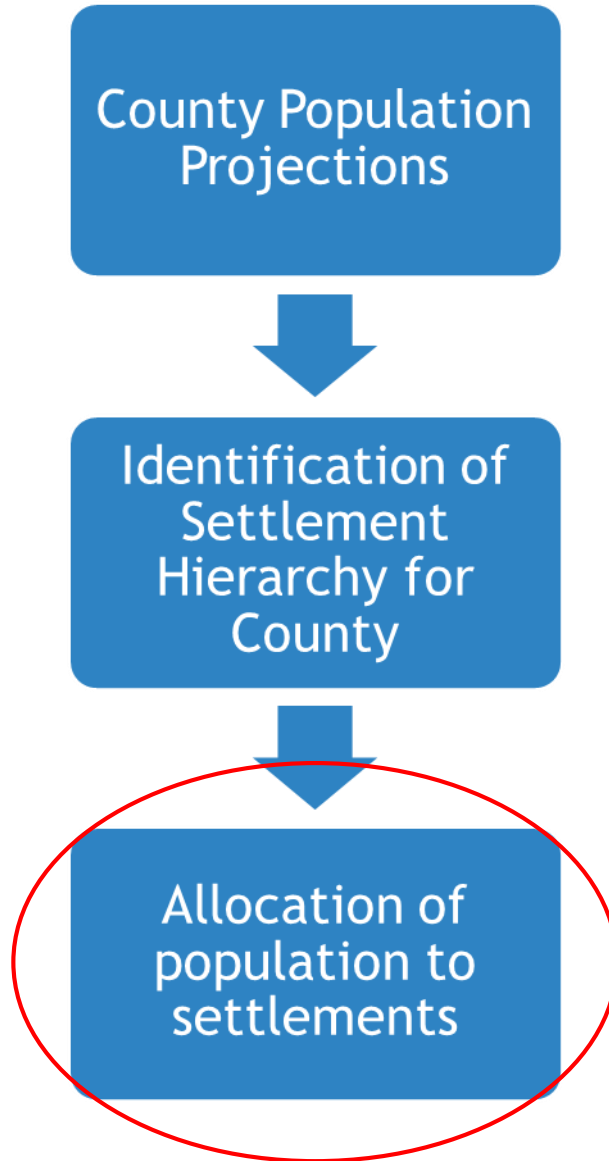 County Population
Projections
Identification of
Settlement
Hierarchy for
County
Allocation of
population to
settlements